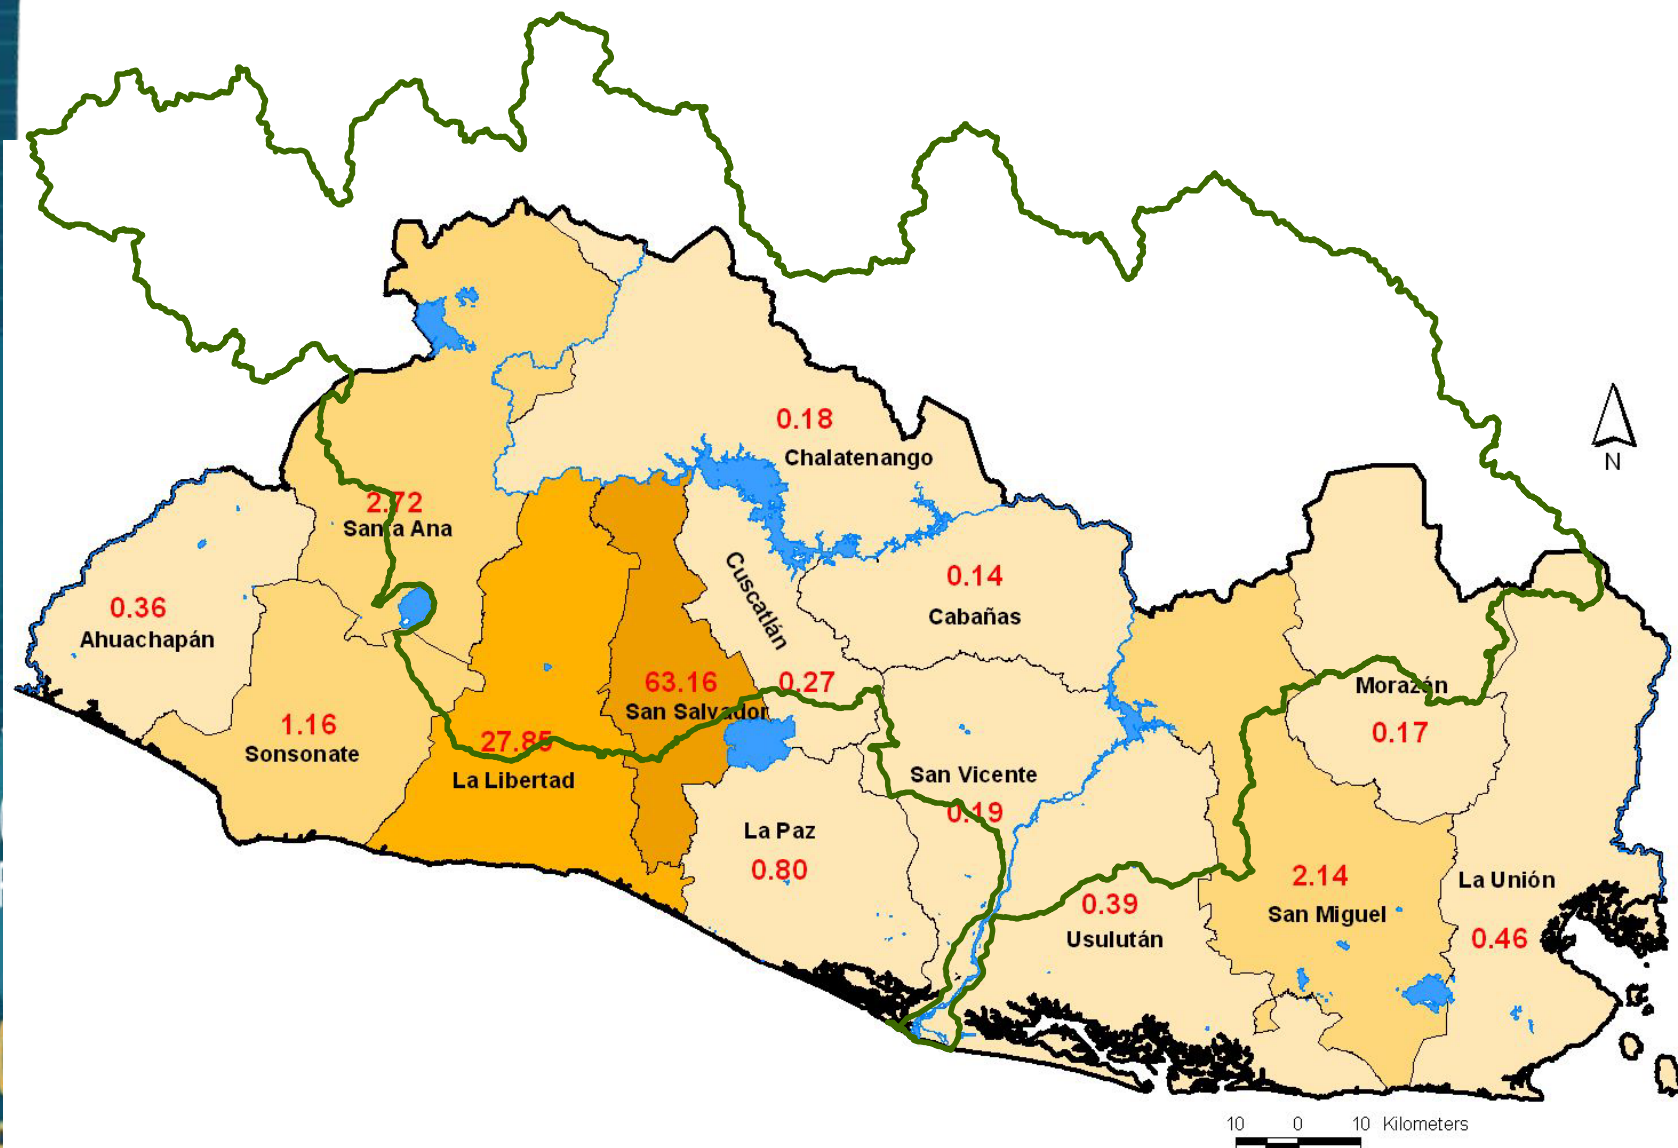 0.18
Chalatenango
N
2.72
Santa Ana
Cuscatlán
0.27
0.14
Cabañas
0.36
Ahuachapán
63.16
San Salvador
Morazán
0.17
1.16
Sonsonate
27.85
La Libertad
San Vicente
0.19
La Paz
0.80
2.14
San Miguel
La Unión
0.46
0.39
Usulután
10 0 10 Kilometers